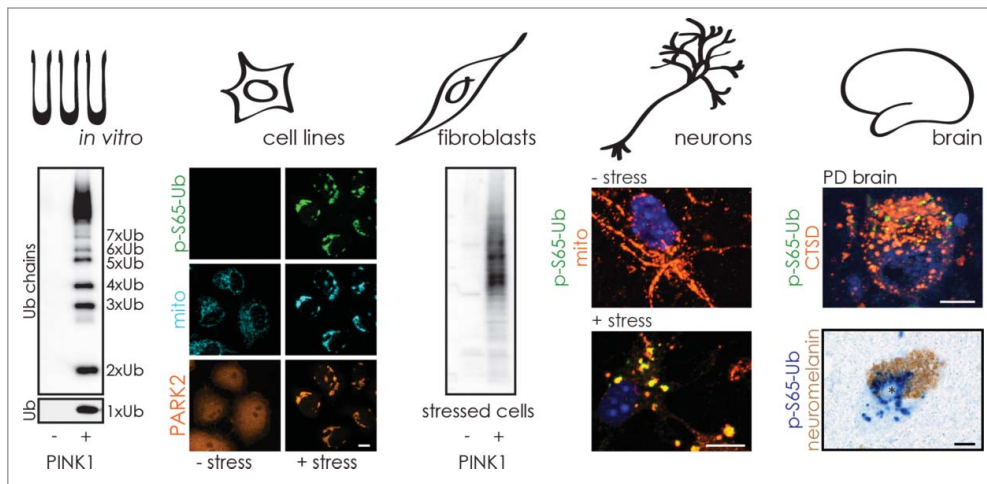 in vitro
cell lines
fibroblasts
neurons
brain
Ub chains
Ub
7xUb
6xUb
5xUb
4xUb
3xUb
2xUb
1xUb
- +
PINK1
p-S65-Ub
mito
PARK2
- stress + stress
stressed cells
- +
PINK1
- stress
p-S65-Ub
mito
+ stress
PD brain
p-S65-Ub
CTSD
p-S65-Ub
neuromelanin
*